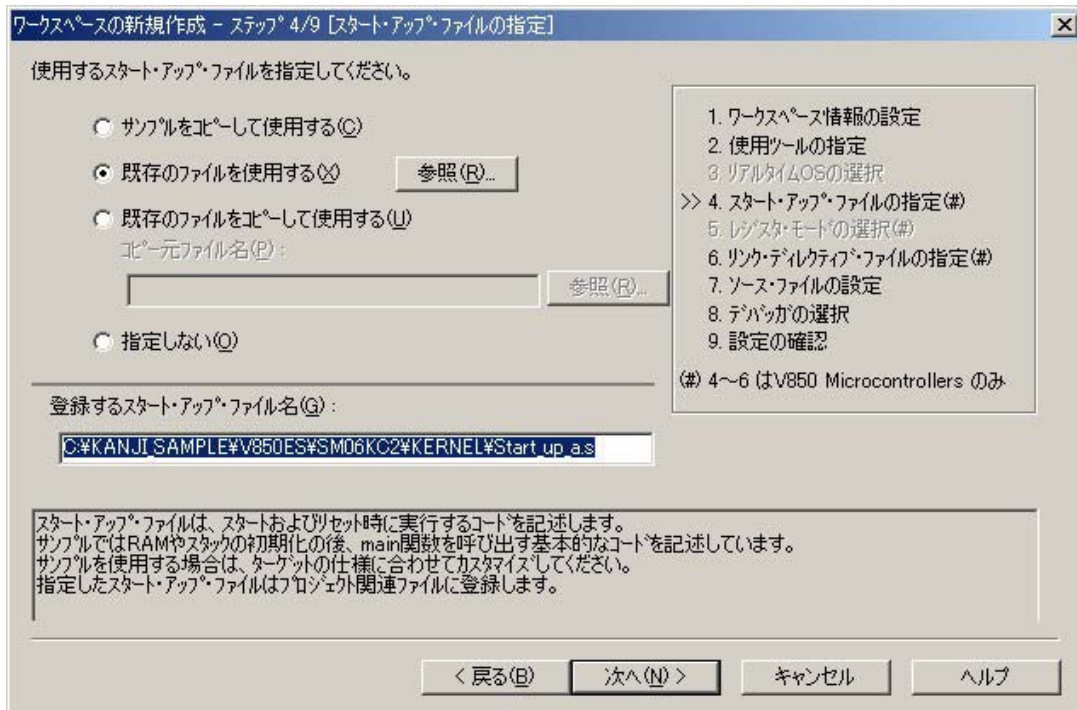 ワークスペースの新規作成 - ステップ 4/9 [スタート・アップ・ファイルの指定]
使用するスタート・アップ・ファイルを指定してください。
サンプルをコピーして使用する(C)
既存のファイルを使用する(X)
参照(R)...
既存のファイルをコピーして使用する(U)
コピー元ファイル名(P) :
参照(R)...
指定しない(O)
1. ワークスペース情報の設定
2. 使用ツールの指定
3. リアルタイムOSの選択
>> 4. スタート・アップ・ファイルの指定(#)
5. レジスタ・モードの選択(#)
6. リンク・ディレクティブ・ファイルの指定(#)
7. ソース・ファイルの設定
8. デバッガの選択
9. 設定の確認
(#) 4～6 はV850 Microcontrollers のみ
登録するスタート・アップ・ファイル名(G) :
C:¥KANJI_SAMPLE¥V850ES¥SM06KC2¥KERNEL¥Start_up_a.s
スタート・アップ・ファイルは、スタートおよびリセット時に実行するコードを記述します。
サンプルではRAMやスタックの初期化の後、main関数を呼び出す基本的なコードを記述しています。
サンプルを使用する場合は、ターゲットの仕様に合わせてカスタマイズしてください。
指定したスタート・アップ・ファイルはプロジェクト関連ファイルに登録します。
< 戻る(B)
次へ(N) >
キャンセル
ヘルプ